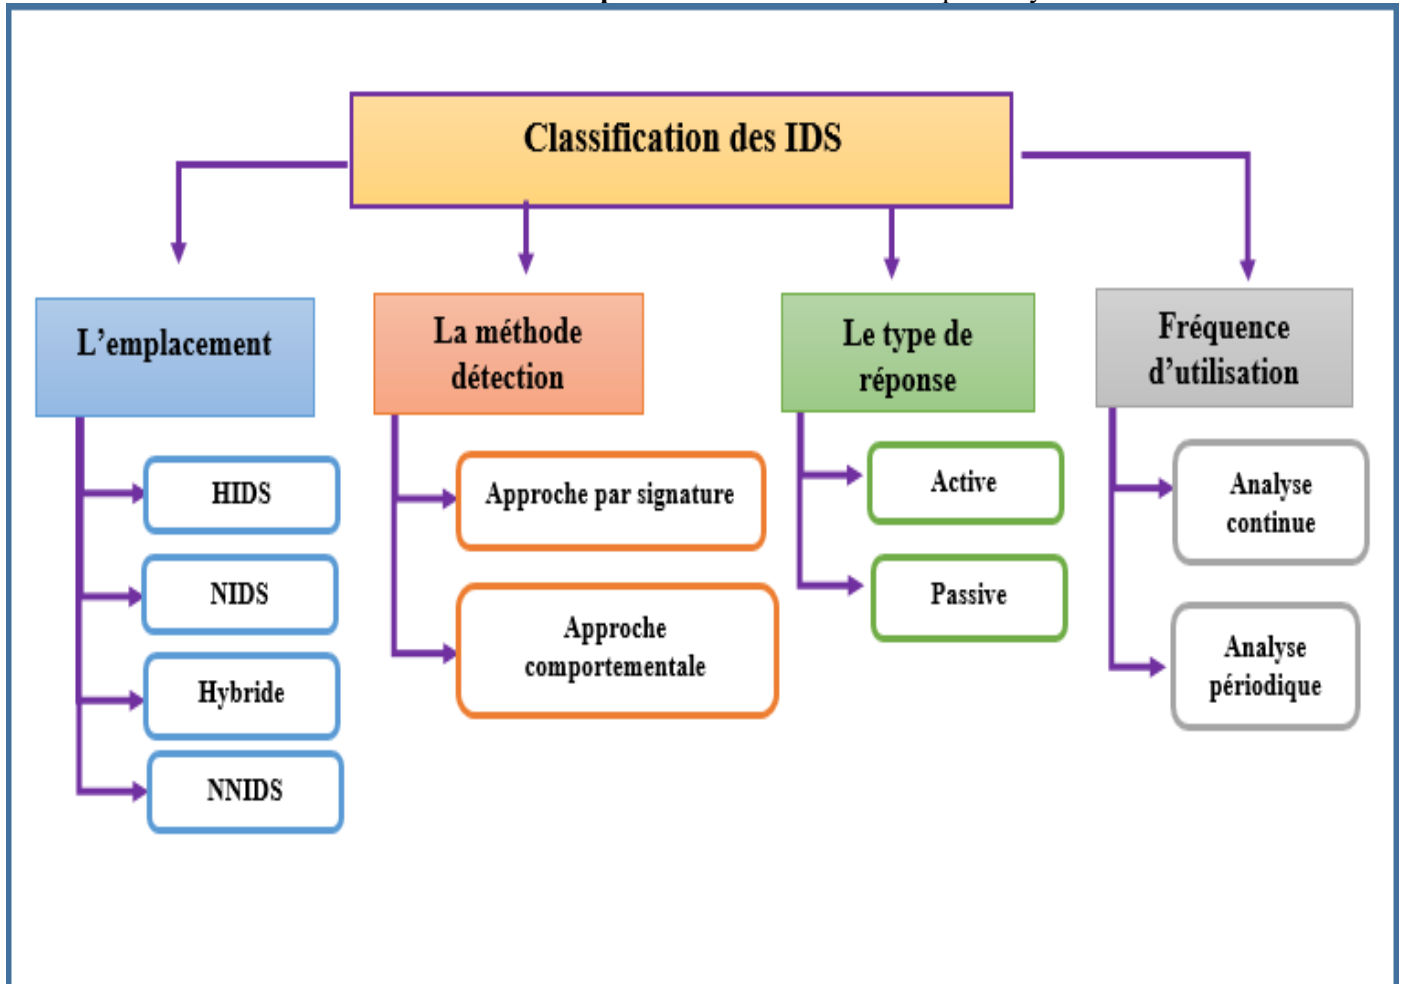 Classification des IDS
L’emplacement
HIDS
NIDS
Hybride
NNIDS
La méthode
détection
Approche par signature
Approche
comportementale
Le type de
réponse
Active
Passive
Fréquence
d’utilisation
Analyse
continue
Analyse
périodique